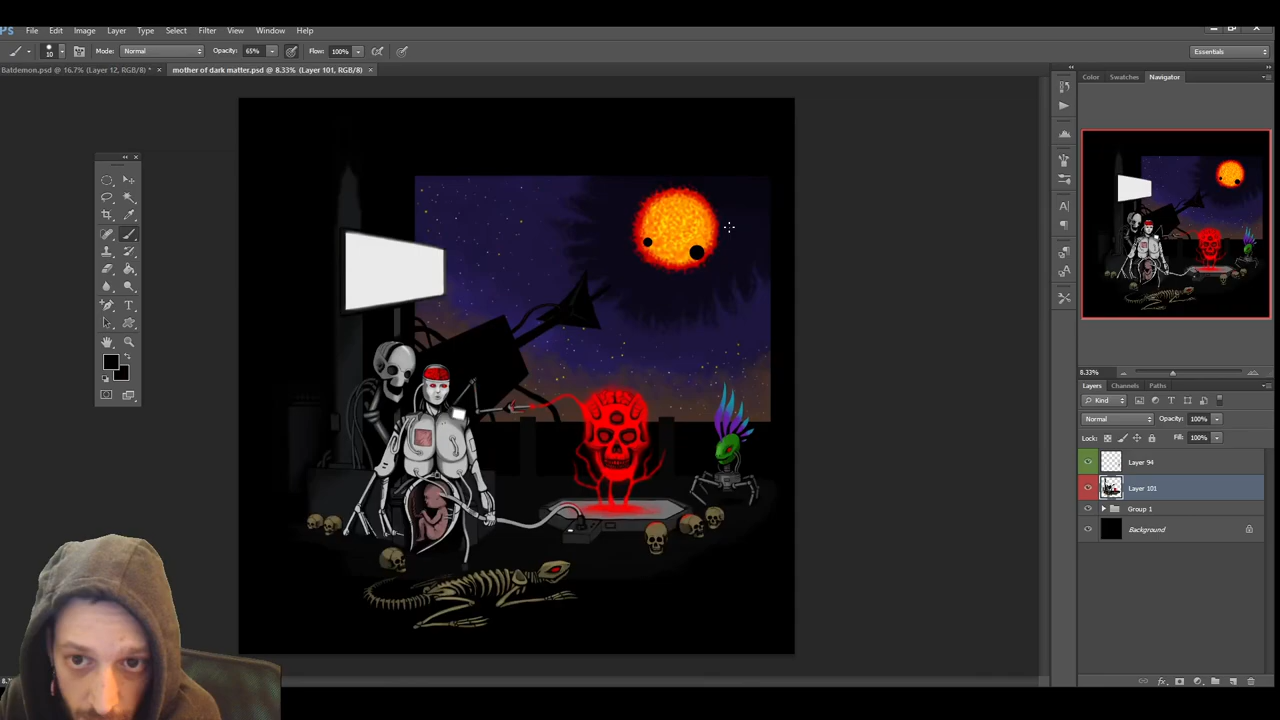 Ps File Edit Image Layer Type Select Filter View Window Help
10 Mode: Normal Opacity: 65% Flow: 100% Essentials
Batdemon.psd @ 16.7% (Layer 12, RGB/8) * × mother of dark matter.psd @ 8.33% (Layer 101, RGB/8) ×
Color Swatches Navigator
8.33%
Layers Channels Paths
Kind
Normal Opacity: 100%
Lock: Fill: 100%
Layer 94
Layer 101
Group 1
Background